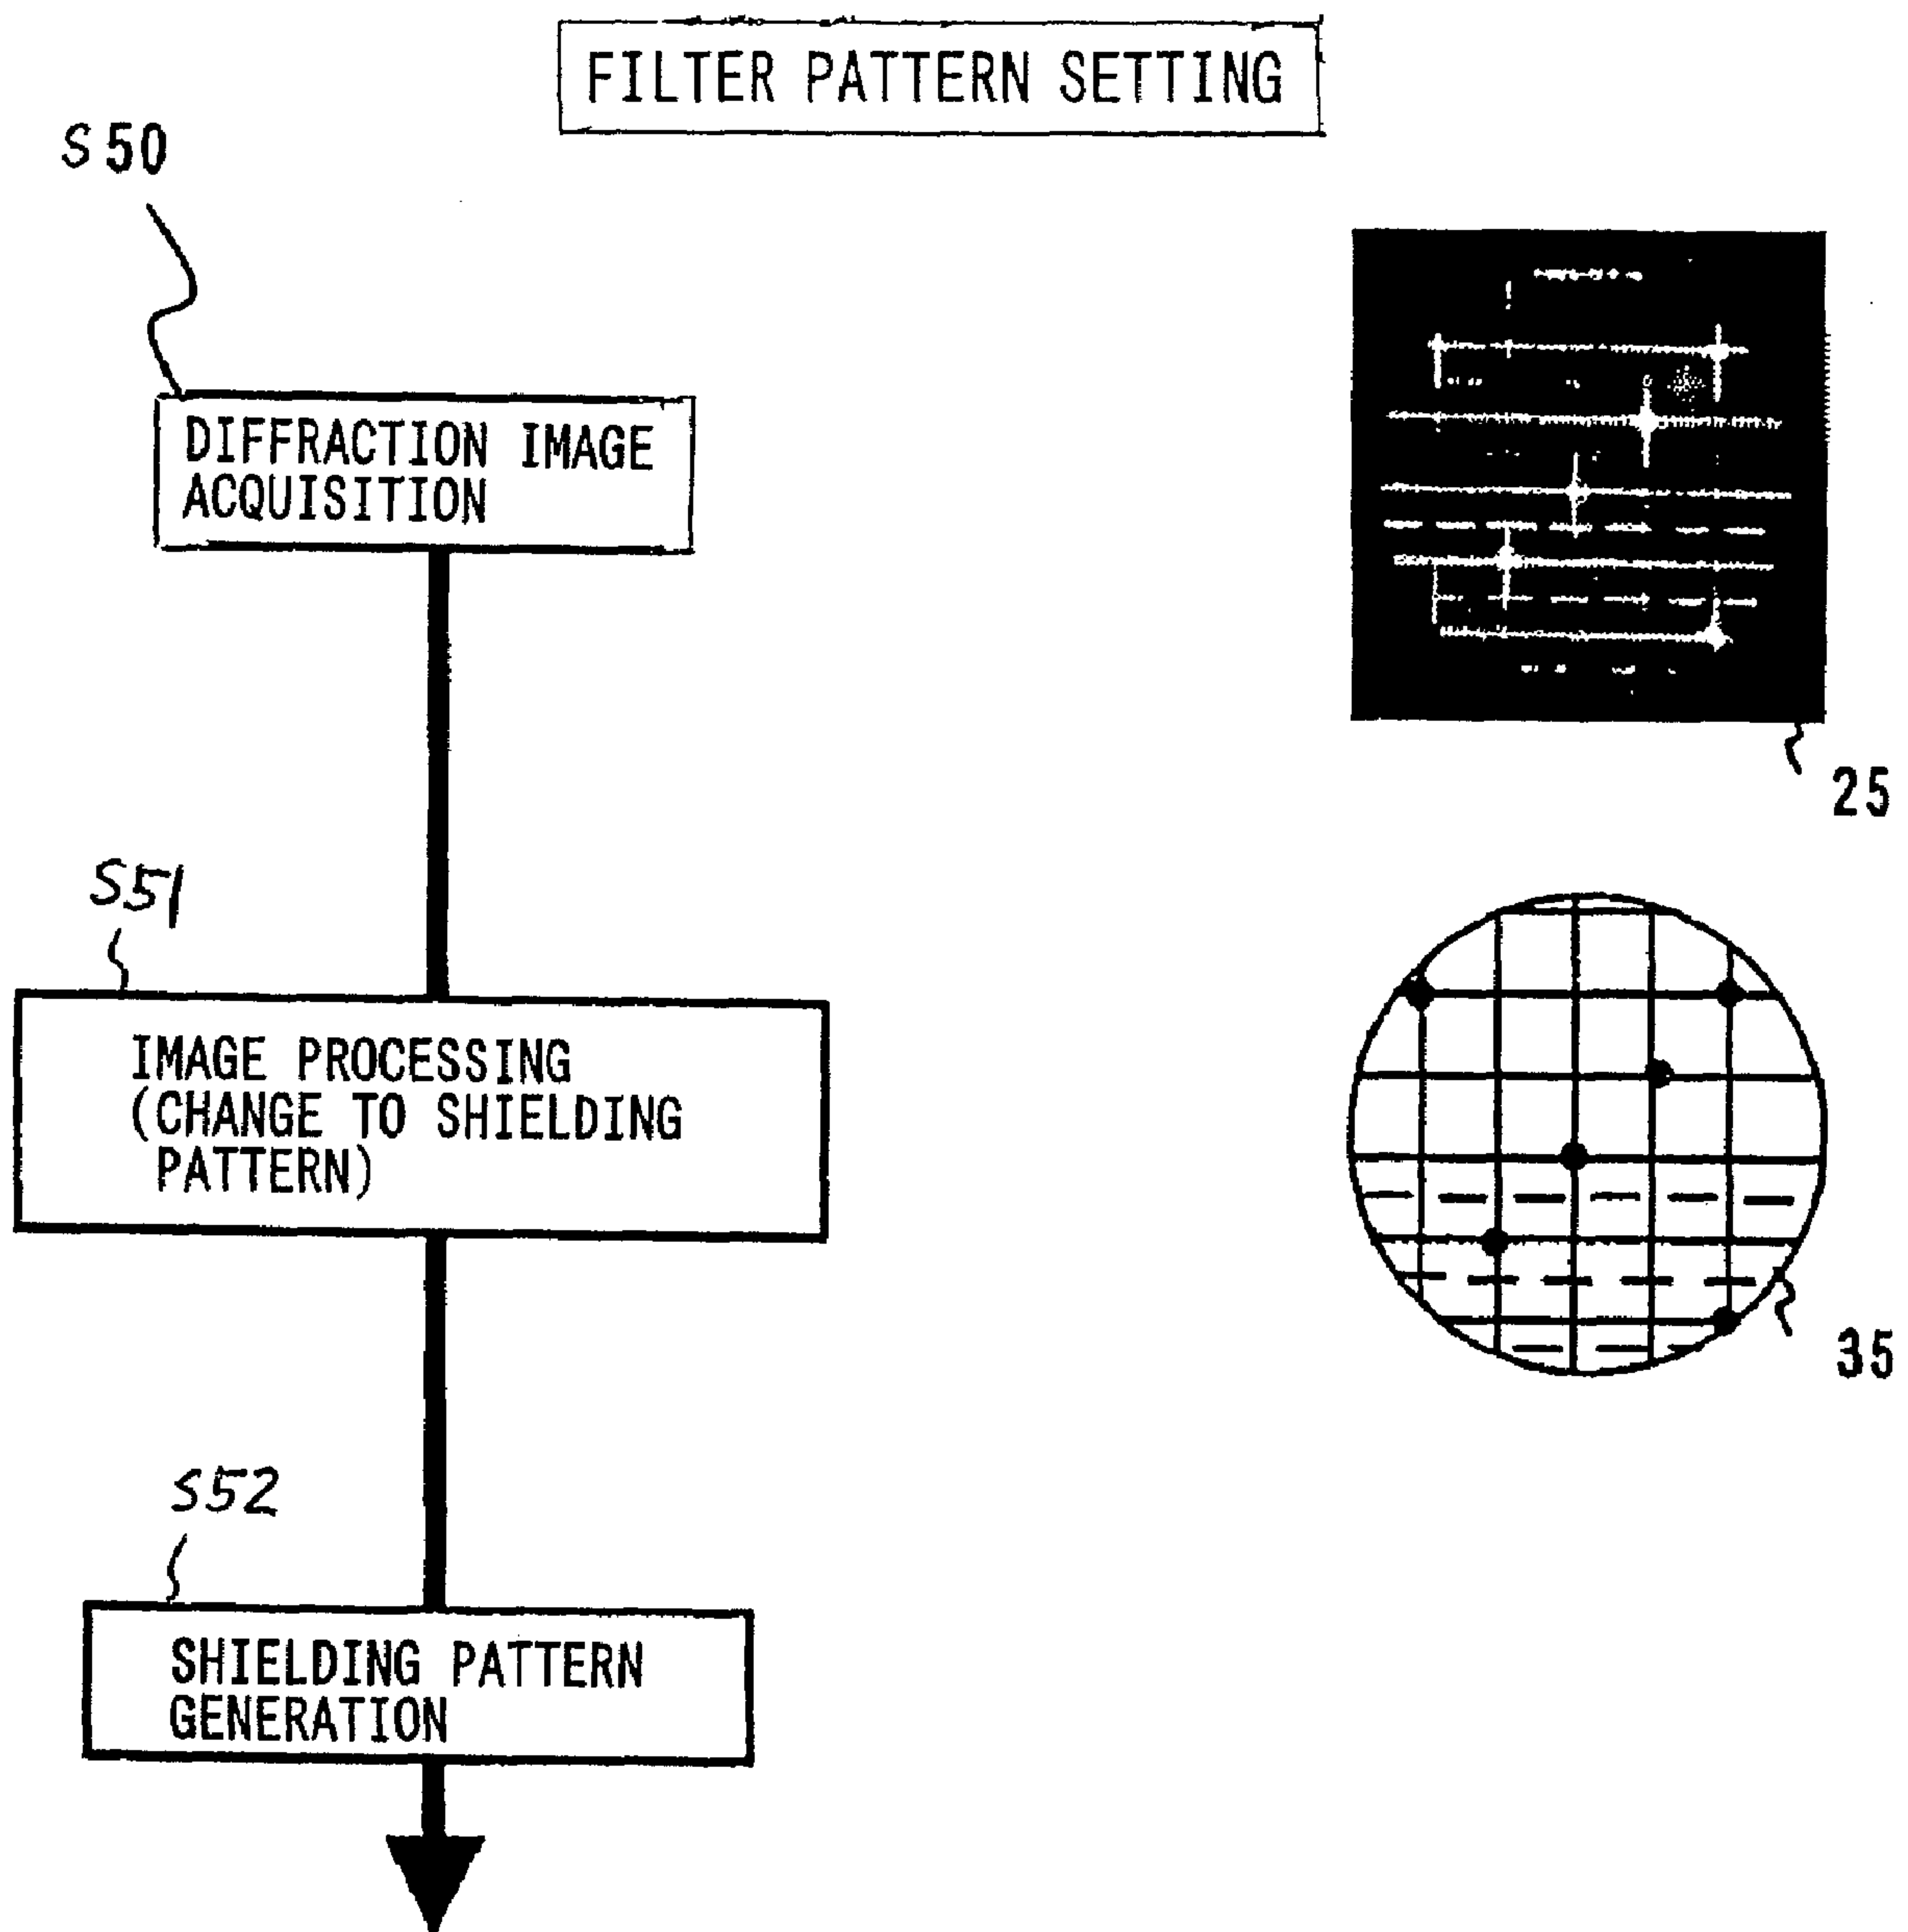 FILTER PATTERN SETTING
S50
DIFFRACTION IMAGE
ACQUISITION
25
S51
IMAGE PROCESSING
(CHANGE TO SHIELDING
PATTERN)
35
S52
SHIELDING PATTERN
GENERATION